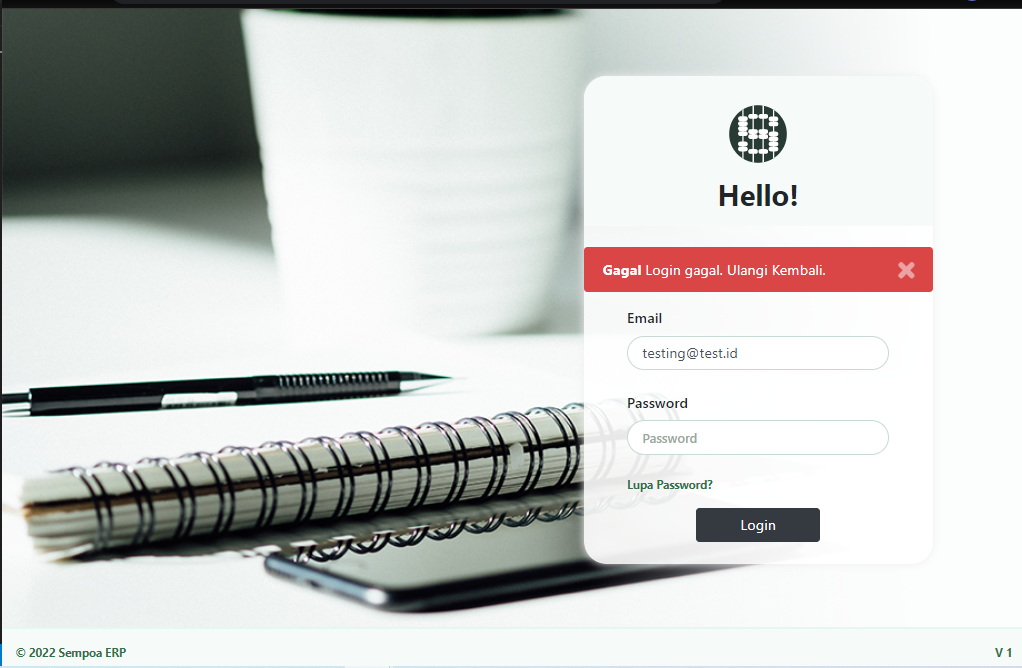 Hello!
Gagal Login gagal. Ulangi Kembali.
Email
testing@test.id
Password
Password
Lupa Password?
Login
© 2022 Sempoa ERP
V 1